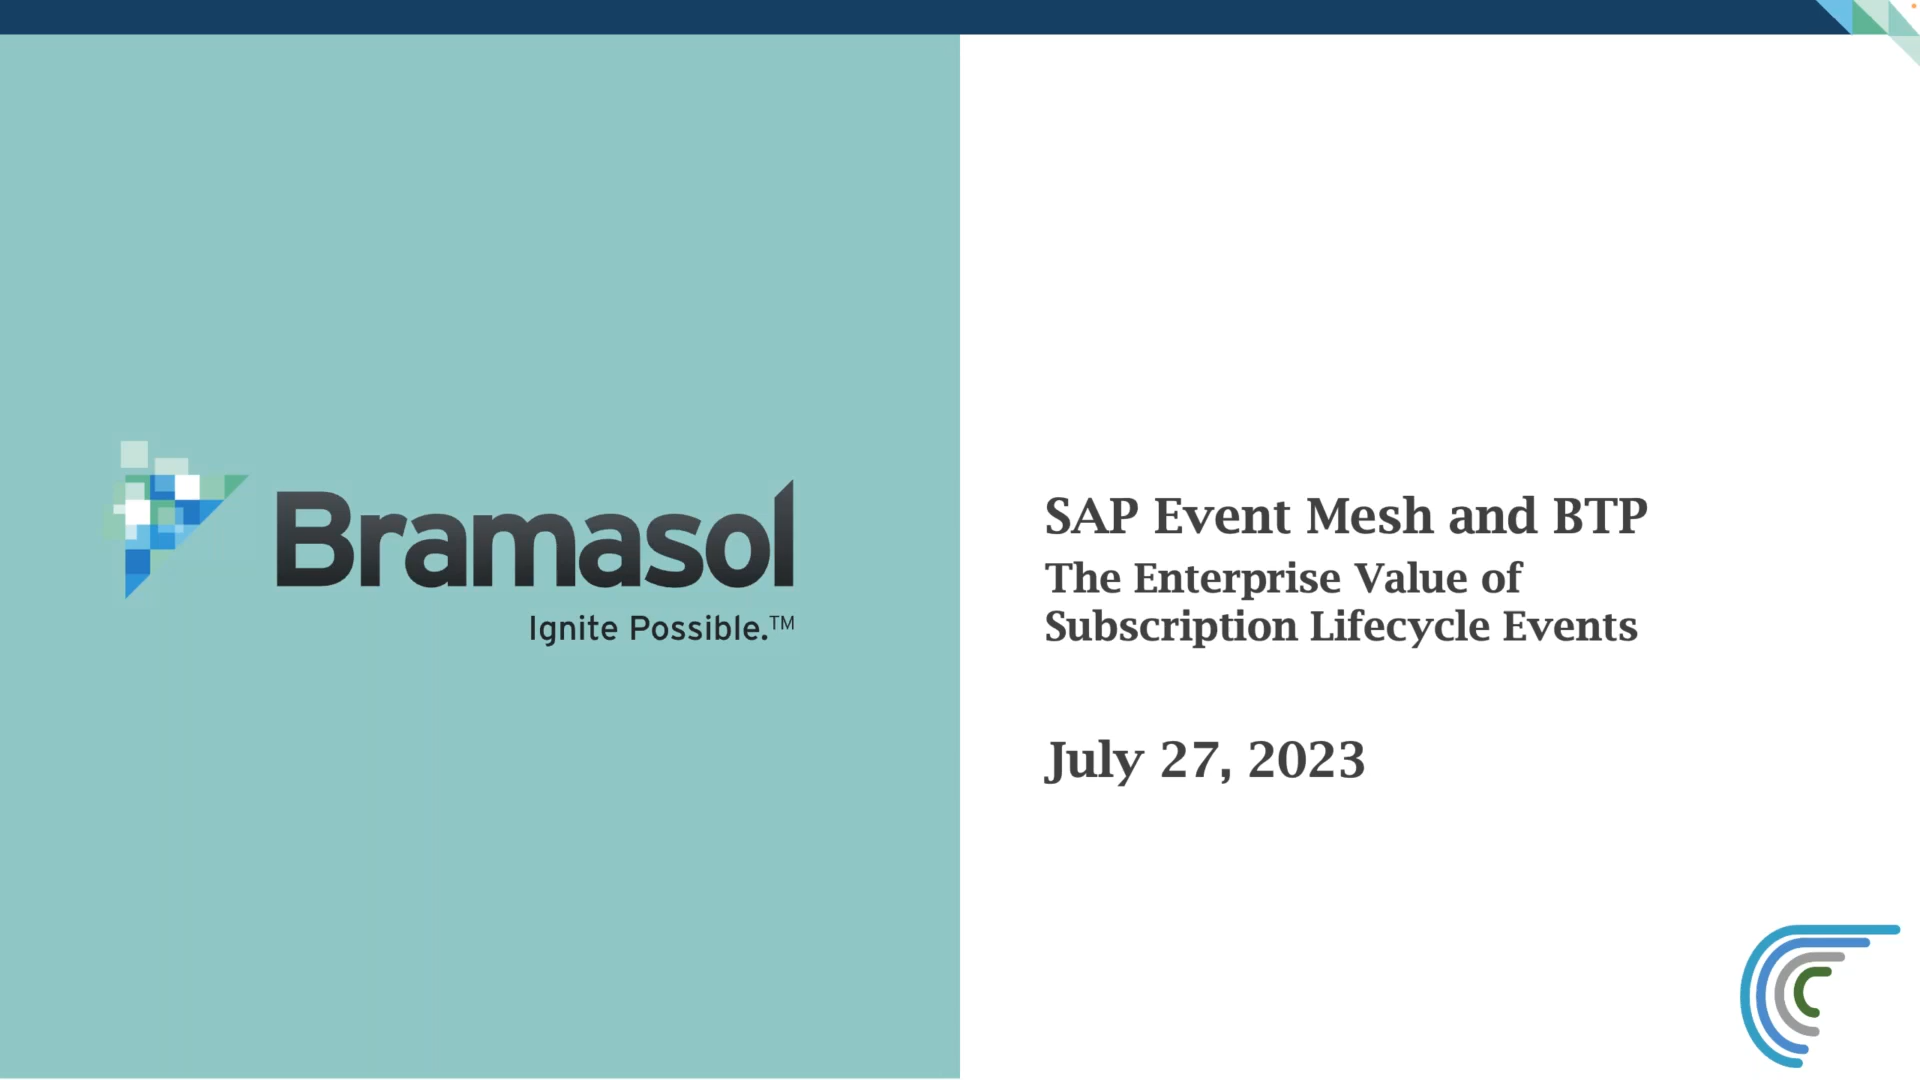 Bramasol
Ignite Possible.™
SAP Event Mesh and BTP
The Enterprise Value of
Subscription Lifecycle Events
July 27, 2023